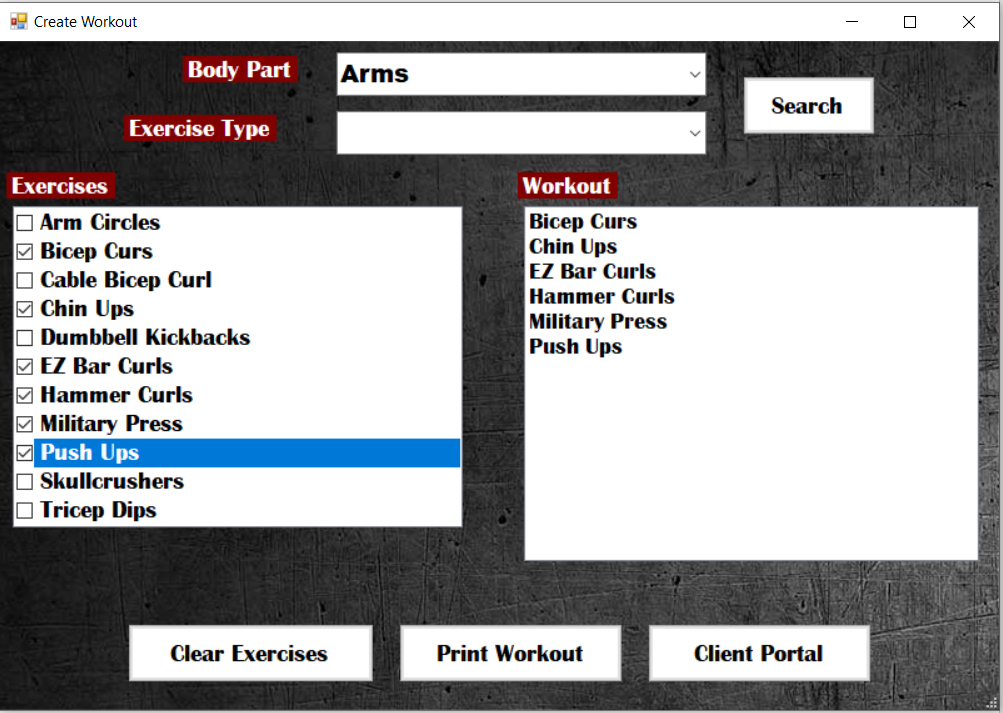 Create Workout
Body Part
Arms
Search
Exercise Type
Exercises
Arm Circles
Bicep Curs
Cable Bicep Curl
Chin Ups
Dumbbell Kickbacks
EZ Bar Curls
Hammer Curls
Military Press
Push Ups
Skullcrushers
Tricep Dips
Workout
Bicep Curs
Chin Ups
EZ Bar Curls
Hammer Curls
Military Press
Push Ups
Clear Exercises
Print Workout
Client Portal